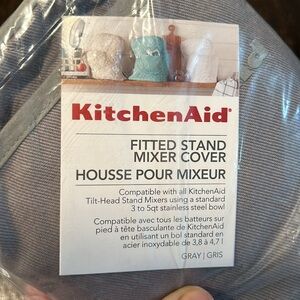 KitchenAid®
FITTED STAND
MIXER COVER
HOUSSE POUR MIXEUR
Compatible with all KitchenAid
Tilt-Head Stand Mixers using a standard
3 to 5qt stainless steel bowl
Compatible avec tous les batteurs sur
pied à tête basculante de KitchenAid
en utilisant un bol standard en
acier inoxydable de 3,8 à 4,7 l
GRAY | GRIS